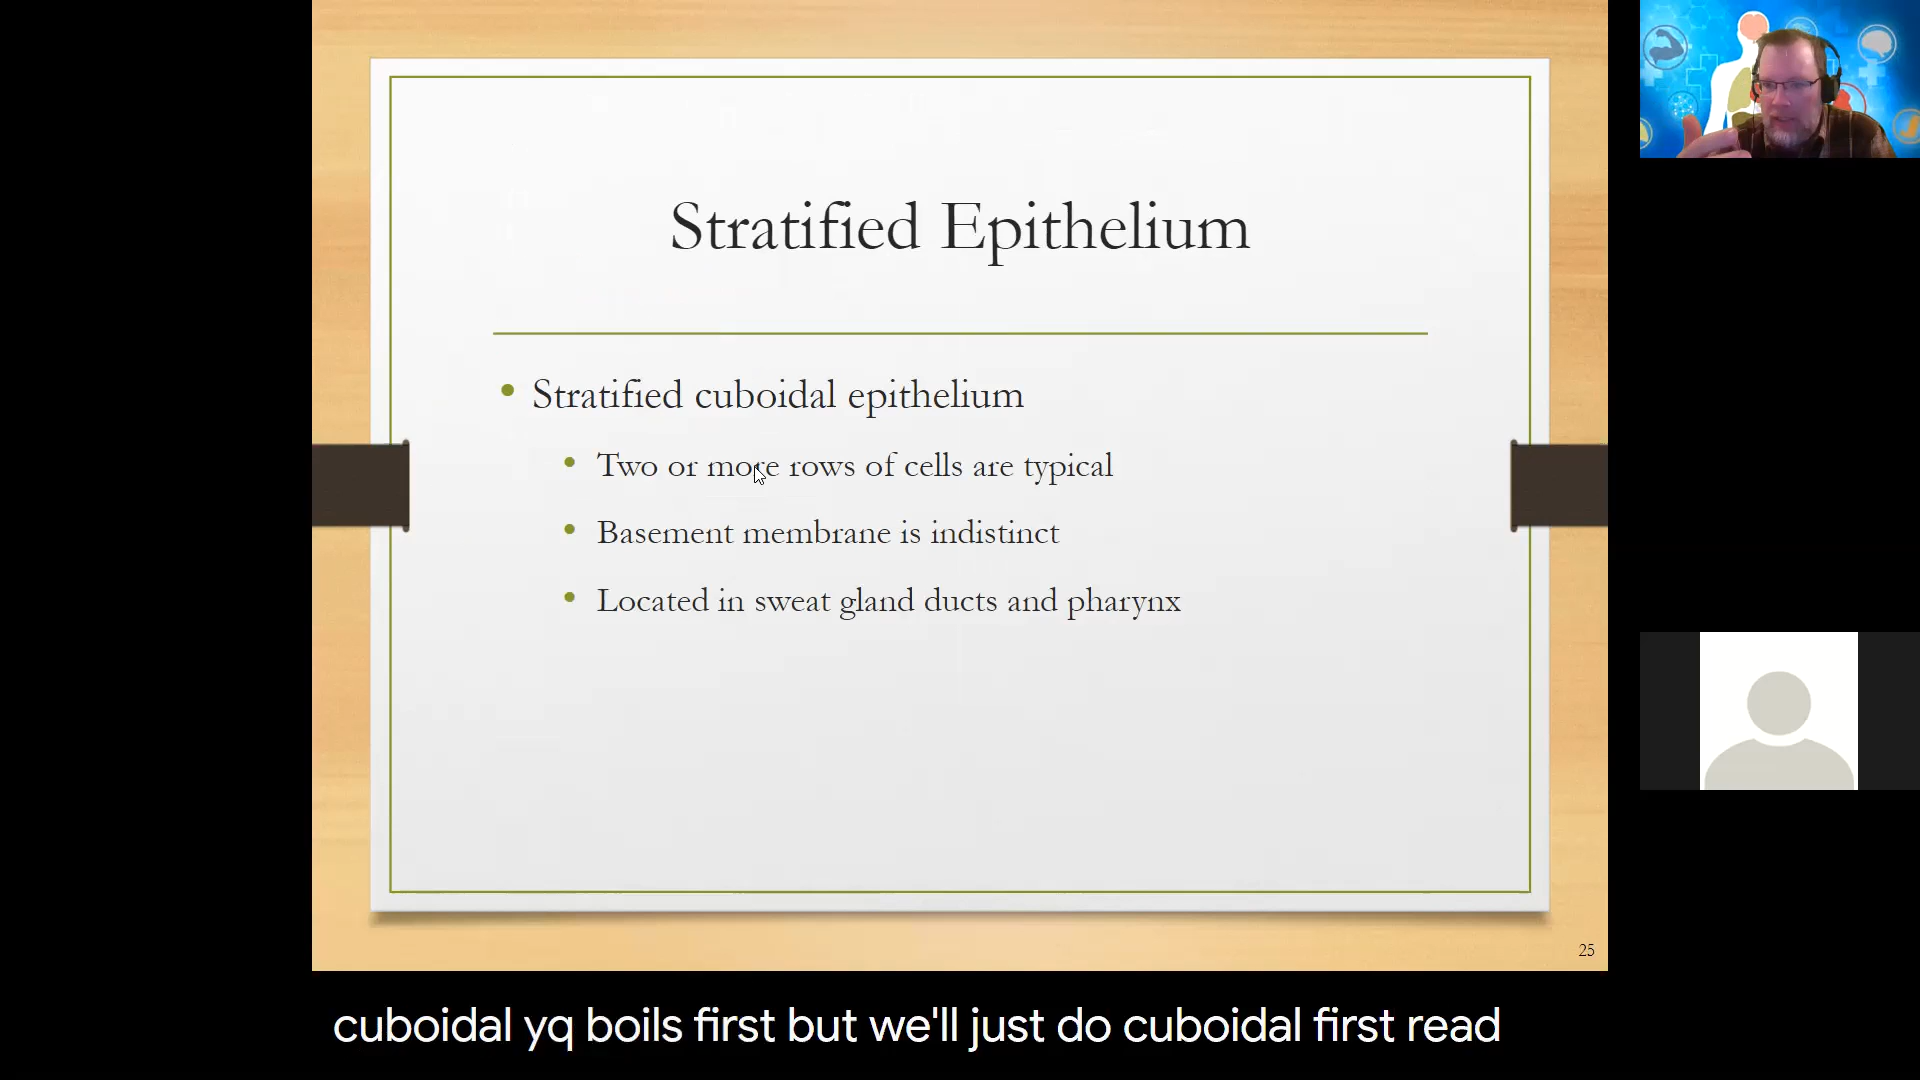 Stratified Epithelium
Stratified cuboidal epithelium
Two or more rows of cells are typical
Basement membrane is indistinct
Located in sweat gland ducts and pharynx
25
cuboidal yq boils first but we'll just do cuboidal first read